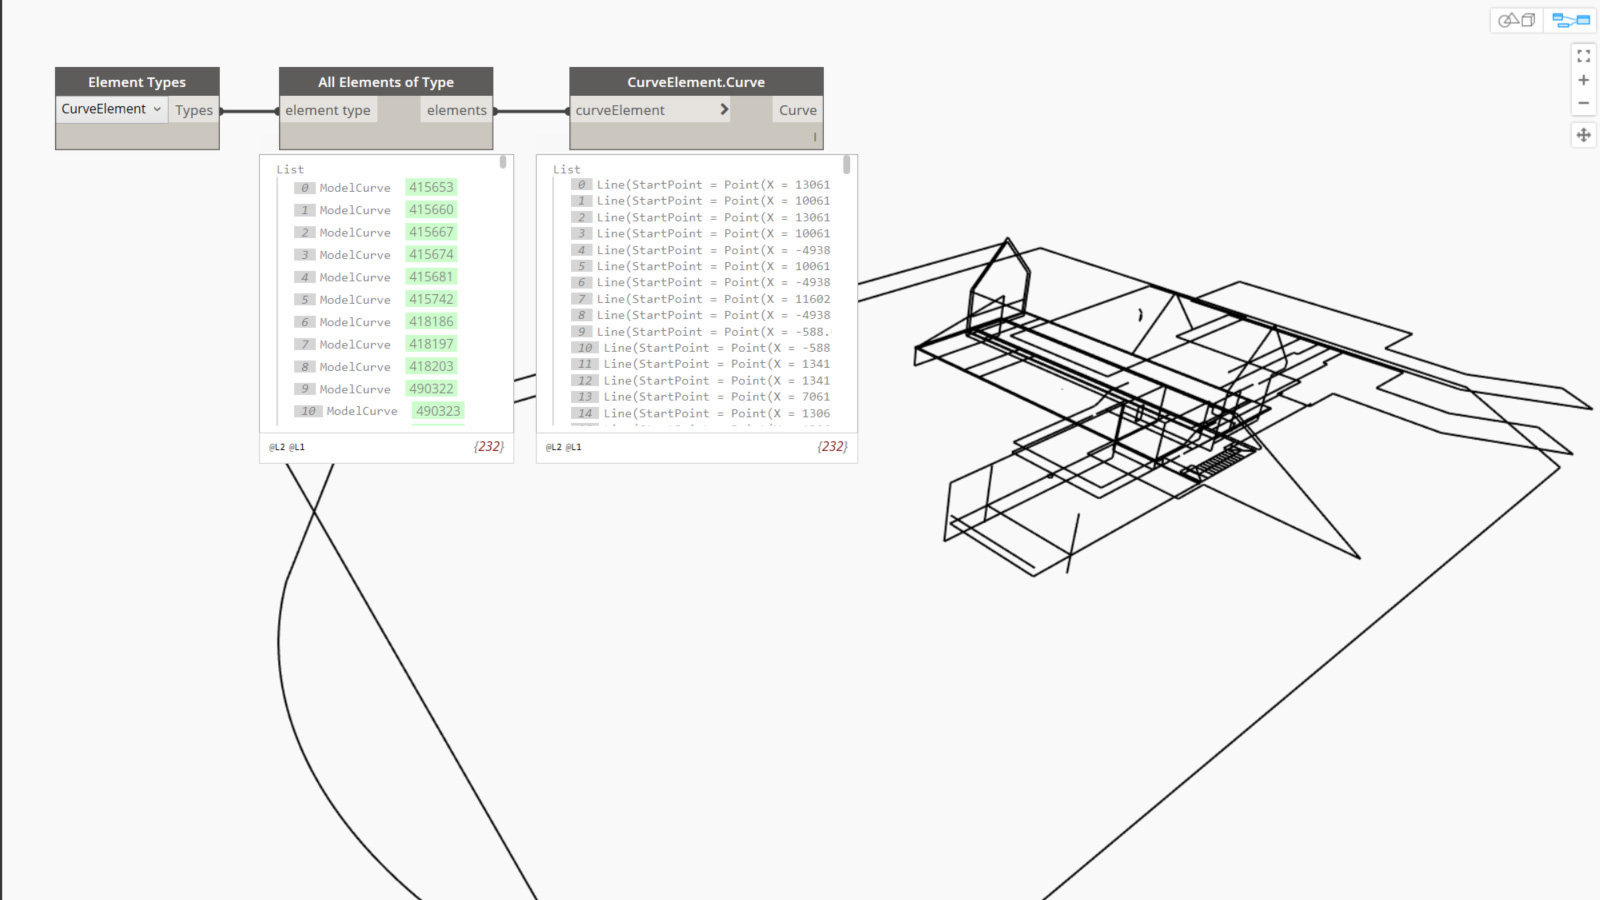 Element Types
CurveElement
Types
All Elements of Type
element type
elements
CurveElement.Curve
curveElement
Curve
List
0 ModelCurve 415653
1 ModelCurve 415660
2 ModelCurve 415667
3 ModelCurve 415674
4 ModelCurve 415681
5 ModelCurve 415742
6 ModelCurve 418186
7 ModelCurve 418197
8 ModelCurve 418203
9 ModelCurve 490322
10 ModelCurve 490323
@L2 @L1 {232}
List
0 Line(StartPoint = Point(X = 13061
1 Line(StartPoint = Point(X = 10061
2 Line(StartPoint = Point(X = 13061
3 Line(StartPoint = Point(X = 10061
4 Line(StartPoint = Point(X = -4938
5 Line(StartPoint = Point(X = 10061
6 Line(StartPoint = Point(X = -4938
7 Line(StartPoint = Point(X = 11602
8 Line(StartPoint = Point(X = -4938
9 Line(StartPoint = Point(X = -588.
10 Line(StartPoint = Point(X = -588
11 Line(StartPoint = Point(X = 1341
12 Line(StartPoint = Point(X = 1341
13 Line(StartPoint = Point(X = 7061
14 Line(StartPoint = Point(X = 1306
@L2 @L1 {232}